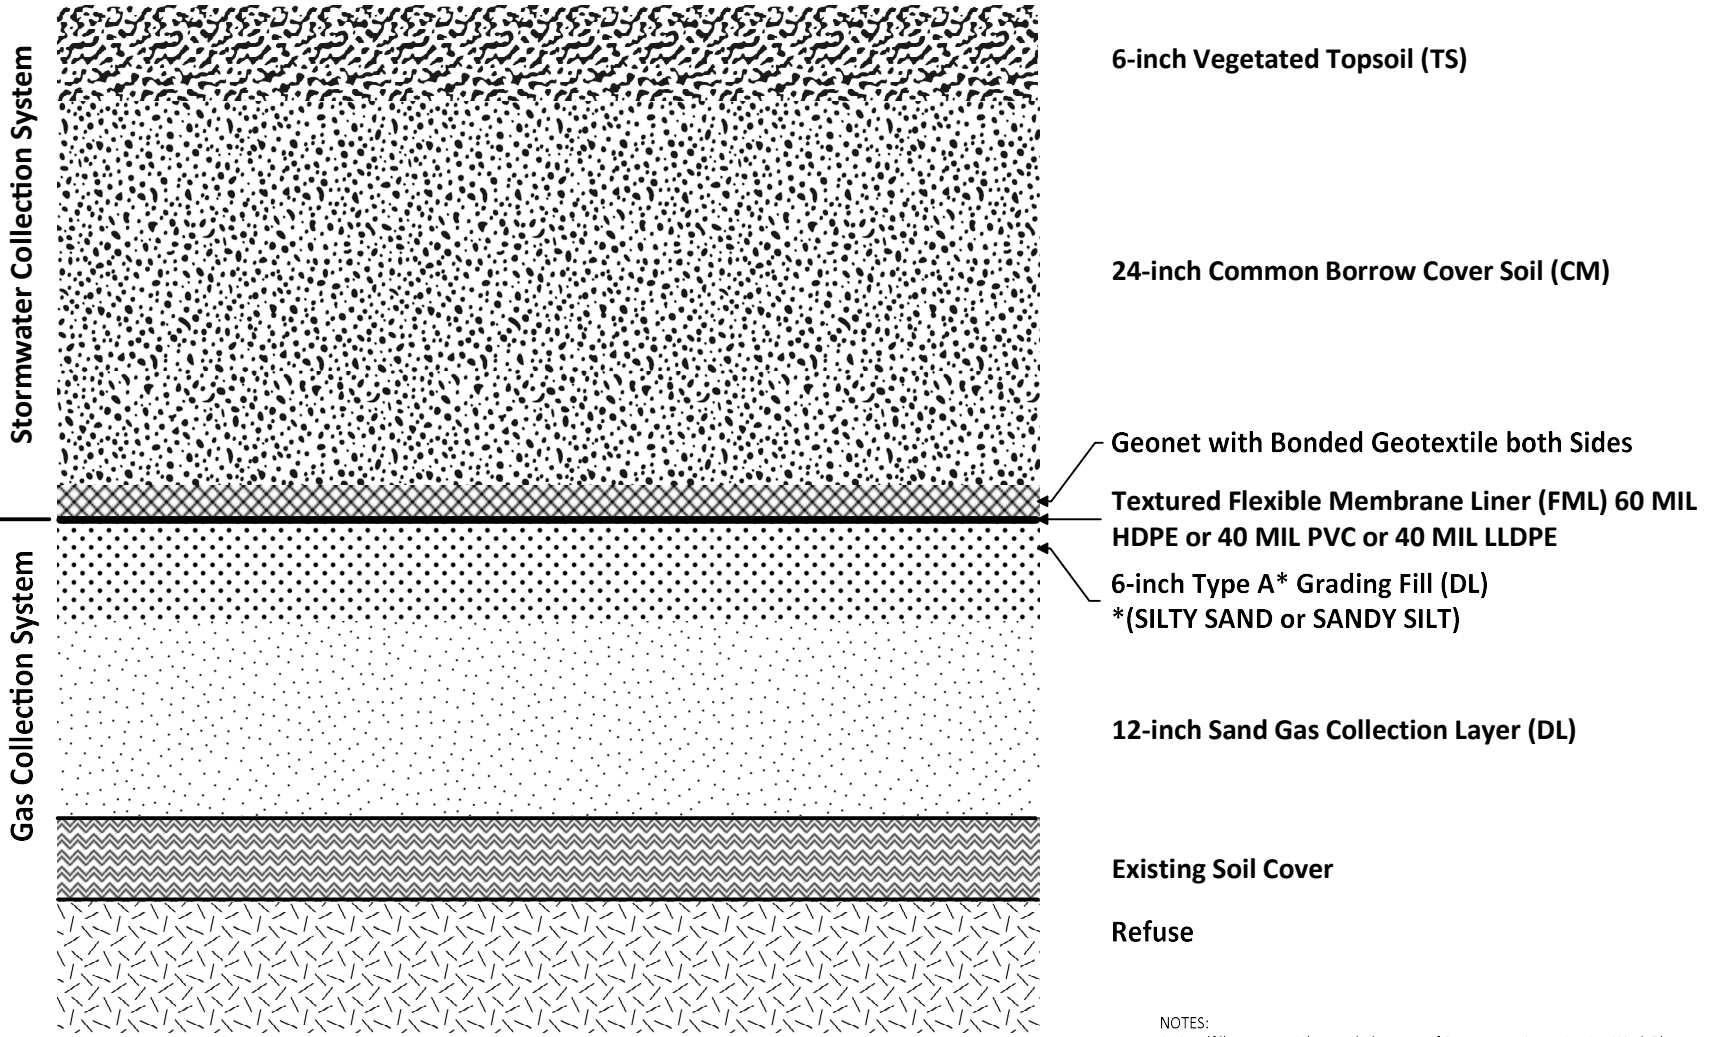 Stormwater Collection System
Gas Collection System
6-inch Vegetated Topsoil (TS)
24-inch Common Borrow Cover Soil (CM)
Geonet with Bonded Geotextile both Sides
Textured Flexible Membrane Liner (FML) 60 MIL
HDPE or 40 MIL PVC or 40 MIL LLDPE
6-inch Type A* Grading Fill (DL)
*(SILTY SAND or SANDY SILT)
12-inch Sand Gas Collection Layer (DL)
Existing Soil Cover
Refuse
NOTES: